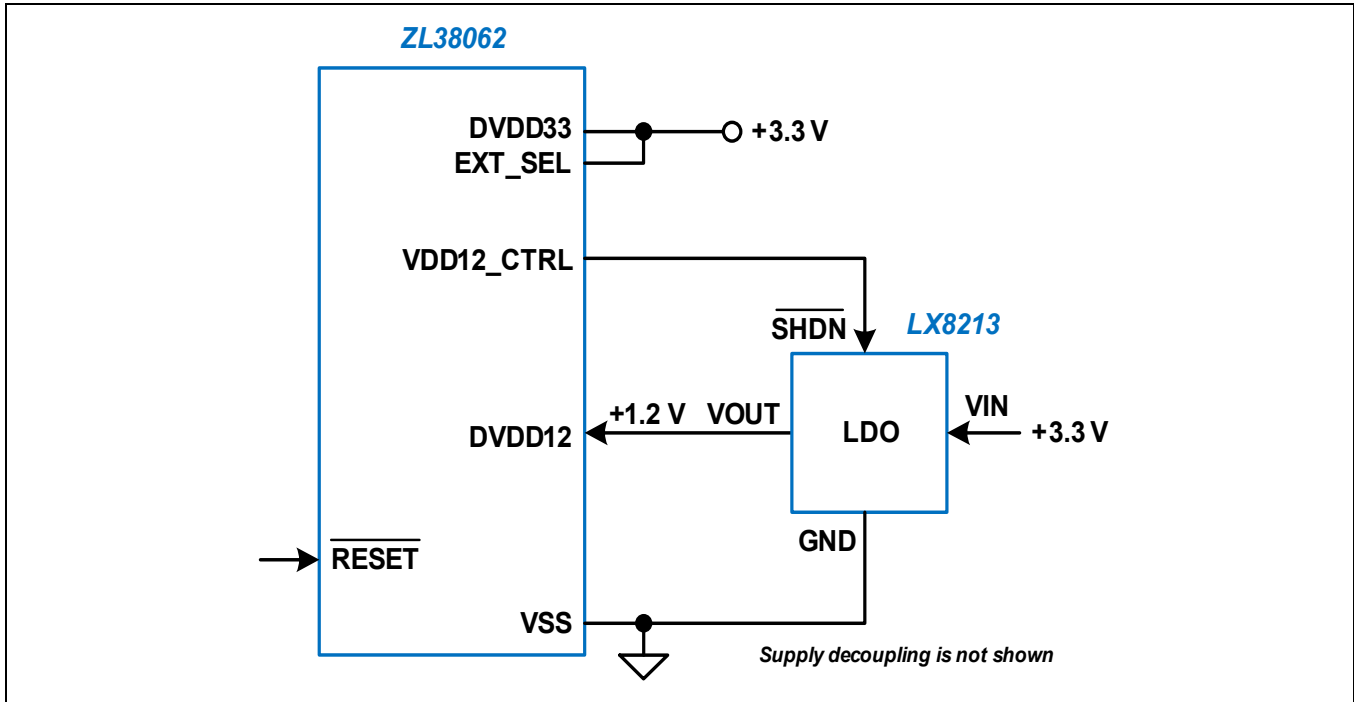 ZL38062
DVDD33
+3.3 V
EXT_SEL
VDD12_CTRL
SHDN
LX8213
+1.2 V VOUT
VIN
DVDD12
LDO
+3.3 V
GND
RESET
VSS
Supply decoupling is not shown